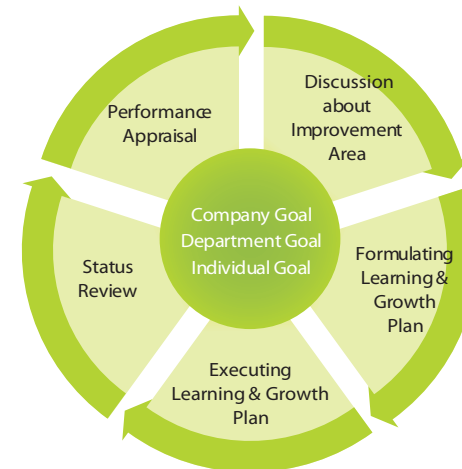 Performance
Appraisal
Discussion
about
Improvement
Area
Company Goal
Department Goal
Individual Goal
Status
Review
Formulating
Learning &
Growth
Plan
Executing
Learning & Growth
Plan